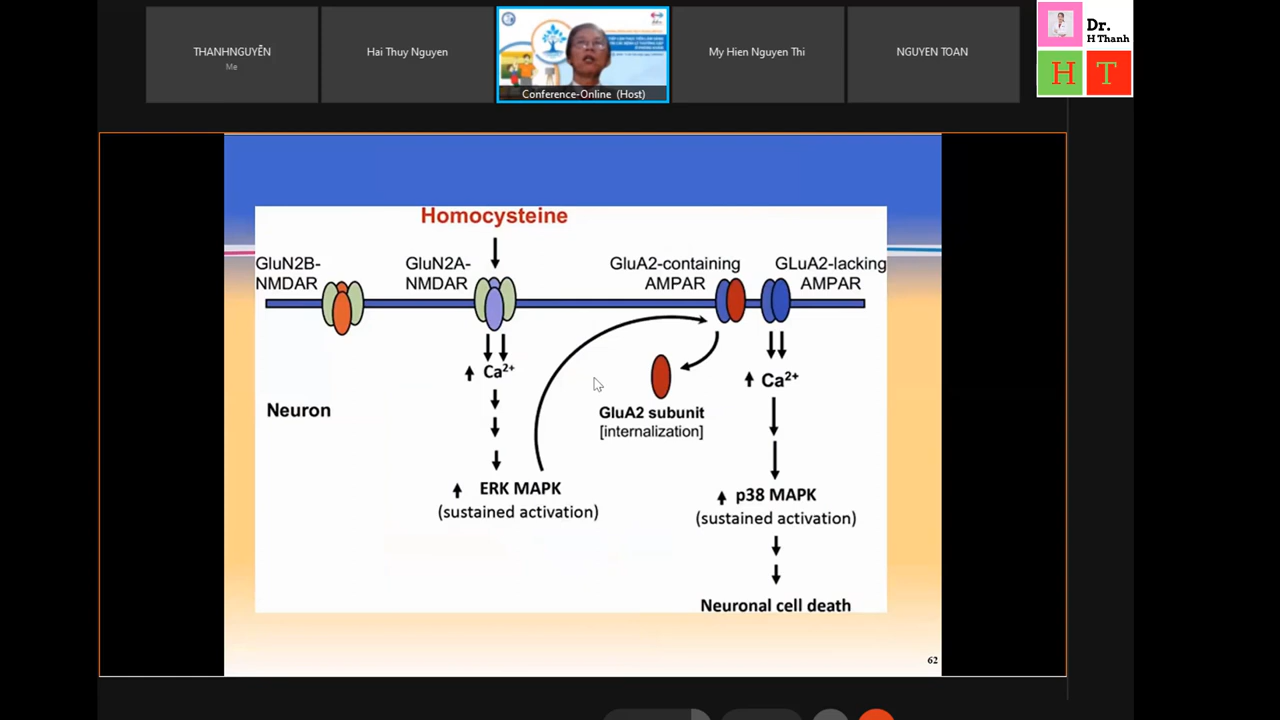 THANHNGUYỄN
Me
Hai Thuy Nguyen
Conference-Online (Host)
My Hien Nguyen Thi
NGUYEN TOAN
Dr.
H Thanh
H T
Homocysteine
GluN2B-
NMDAR
GluN2A-
NMDAR
GluA2-containing
AMPAR
GLuA2-lacking
AMPAR
Ca²⁺
Ca²⁺
Neuron
GluA2 subunit
[internalization]
ERK MAPK
(sustained activation)
p38 MAPK
(sustained activation)
Neuronal cell death
62